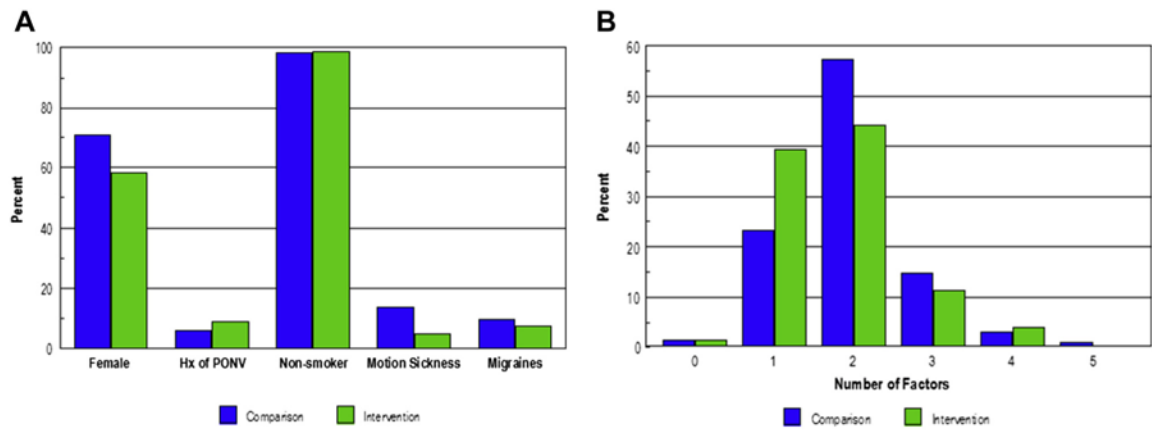 A
100
80
60
40
20
0
Percent
Female Hx of PONV Non-smoker Motion Sickness Migraines
Comparison Intervention
B
60
50
40
30
20
10
0
Percent
0 1 2 3 4 5
Number of Factors
Comparison Intervention